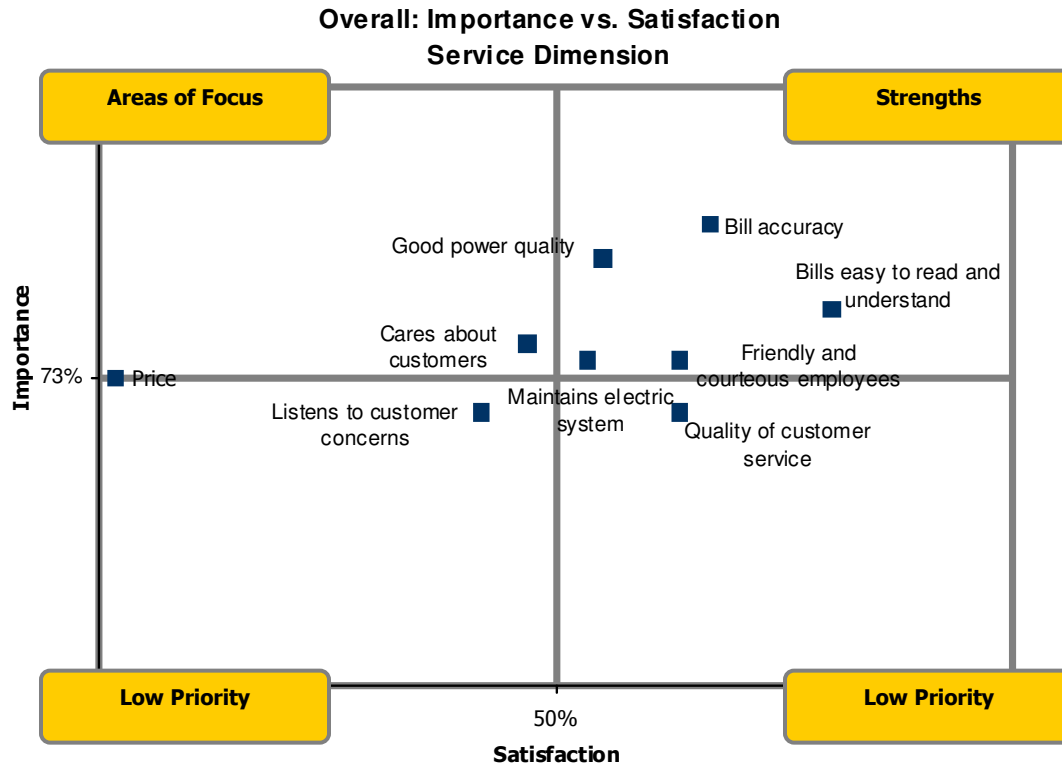 Overall: Importance vs. Satisfaction
Service Dimension
Areas of Focus
Strengths
Bill accuracy
Good power quality
Bills easy to read and
understand
Cares about
customers
Friendly and
courteous employees
Importance
73%
Price
Maintains electric
system
Listens to customer
concerns
Quality of customer
service
Low Priority
Low Priority
50%
Satisfaction